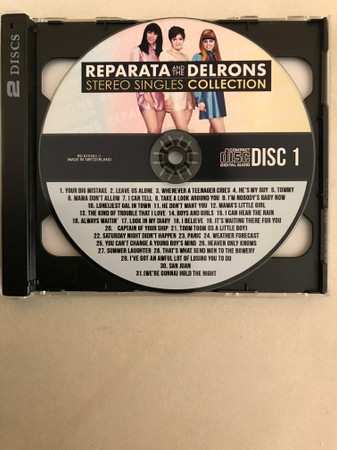 2 DISCS
REPARATA AND THE DELRONS
STEREO SINGLES COLLECTION
MADE IN SWITZERLAND
COMPACT
disc
DIGITAL AUDIO
DISC 1
1. YOUR BIG MISTAKE 2. LEAVE US ALONE 3. WHENEVER A TEENAGER CRIES 4. HE'S MY GUY 5. TOMMY
6. MAMA DON'T ALLOW 7. I CAN TELL 8. TAKE A LOOK AROUND YOU 9. I'M NOBODY'S BABY NOW
10. LONELIEST GAL IN TOWN 11. HE DON'T WANT YOU 12. MAMA'S LITTLE GIRL
13. THE KIND OF TROUBLE THAT I LOVE 14. BOYS AND GIRLS 15. I CAN HEAR THE RAIN
16. ALWAYS WAITIN' 17. LOOK IN MY DIARY 18. I BELIEVE 19. IT'S WAITING THERE FOR YOU
20. CAPTAIN OF YOUR SHIP 21. TOOM TOOM (IS A LITTLE BOY)
22. SATURDAY NIGHT DIDN'T HAPPEN 23. PANIC 24. WEATHER FORECAST
25. YOU CAN'T CHANGE A YOUNG BOY'S MIND 26. HEAVEN ONLY KNOWS
27. SUMMER LAUGHTER 28. THAT'S WHAT SEND MEN TO THE BOWERY
29. I'VE GOT AN AWFUL LOT OF LOSING YOU TO DO
30. SAN JUAN
31. (WE'RE GONNA) HOLD THE NIGHT